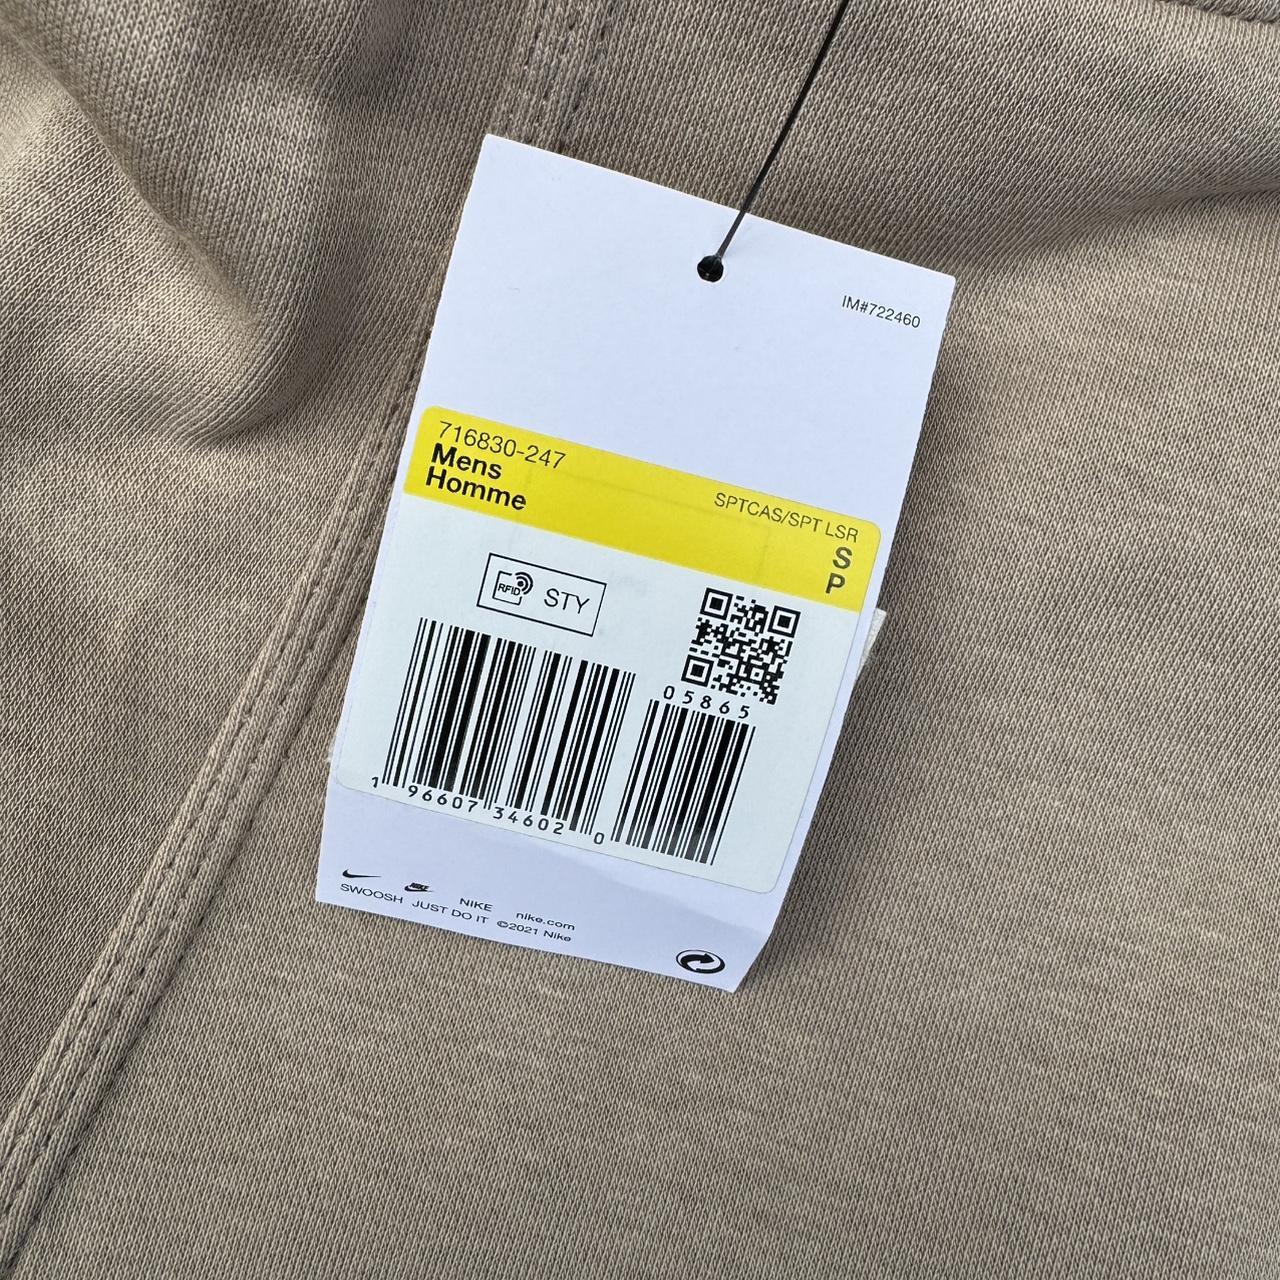 IM#722460
716830-247
Mens
Homme
SPTCAS/SPT LSR
S
P
RFID
STY
05865
1 96607 34602 0
NIKE
NIKE nike.com
SWOOSH JUST DO IT ©2021 Nike